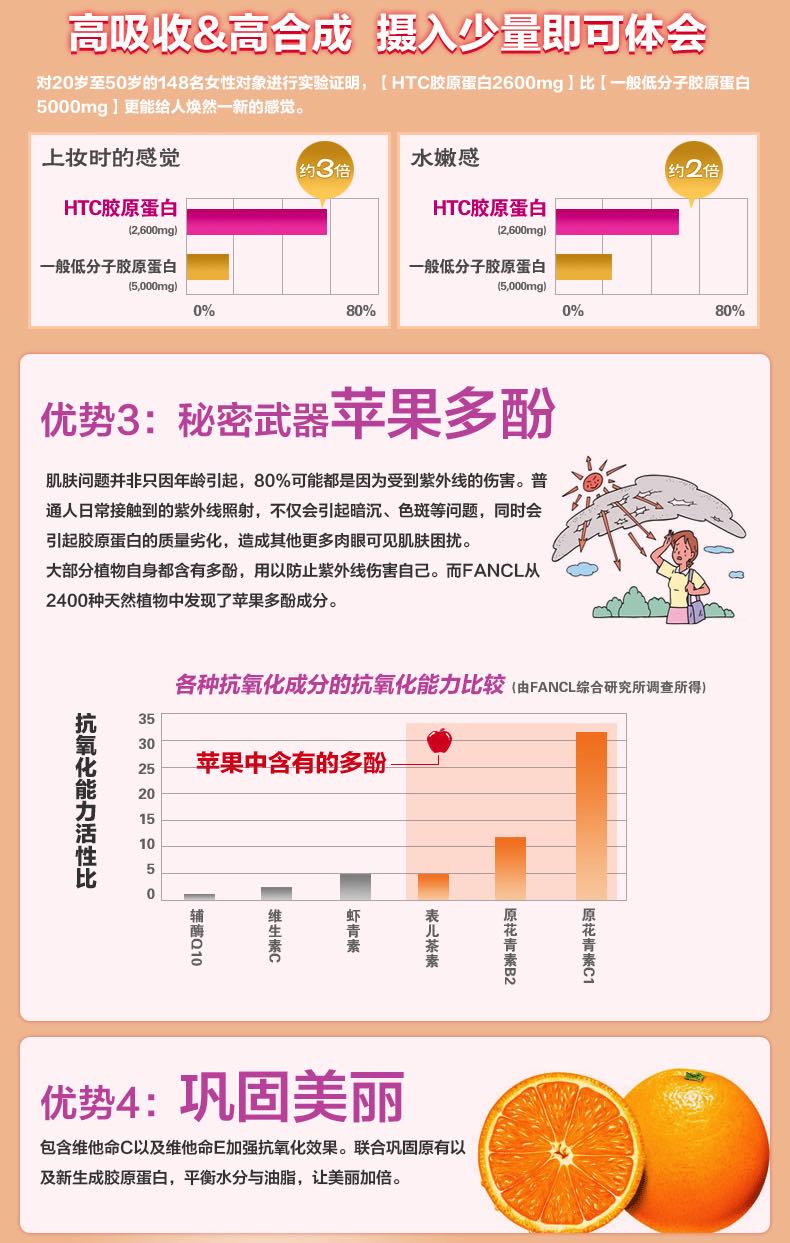 高吸收&高合成 摄入少量即可体会
对20岁至50岁的148名女性对象进行实验证明，【HTC胶原蛋白2600mg】比【一般低分子胶原蛋白
5000mg】更能给人焕然一新的感觉。
上妆时的感觉
约3倍
HTC胶原蛋白
(2,600mg)
一般低分子胶原蛋白
(5,000mg)
0%
80%
水嫩感
约2倍
HTC胶原蛋白
(2,600mg)
一般低分子胶原蛋白
(5,000mg)
0%
80%
优势3：秘密武器苹果多酚
肌肤问题并非只因年龄引起，80%可能都是因为受到紫外线的伤害。普
通人日常接触到的紫外线照射，不仅会引起暗沉、色斑等问题，同时会
引起胶原蛋白的质量劣化，造成其他更多肉眼可见肌肤困扰。
大部分植物自身都含有多酚，用以防止紫外线伤害自己。而FANCL从
2400种天然植物中发现了苹果多酚成分。
各种抗氧化成分的抗氧化能力比较 (由FANCL综合研究所调查所得)
抗氧化能力活性比
35
30
25
20
15
10
5
0
苹果中含有的多酚
辅酶Q10
维生素C
虾青素
表儿茶素
原花青素B2
原花青素C1
优势4：巩固美丽
包含维他命C以及维他命E加强抗氧化效果。联合巩固原有以
及新生成胶原蛋白，平衡水分与油脂，让美丽加倍。